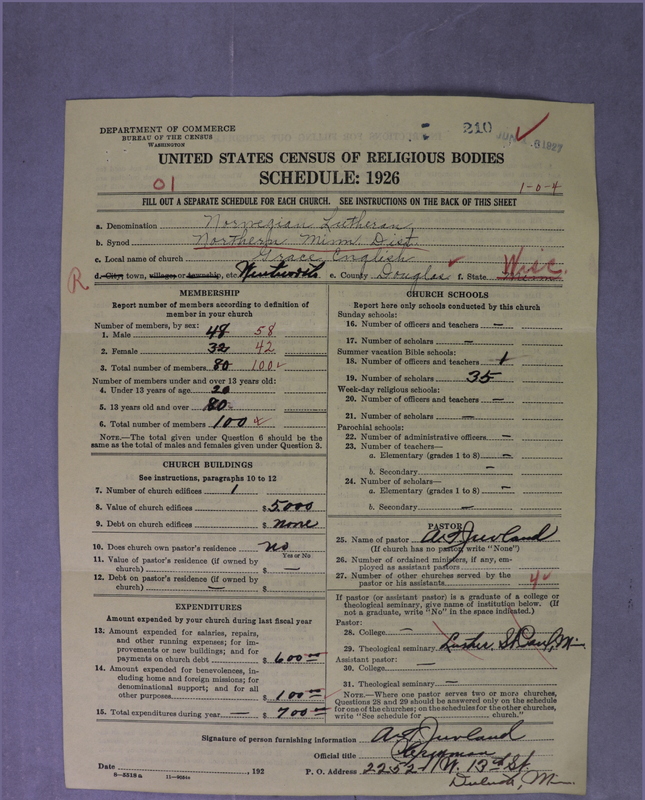 DEPARTMENT OF COMMERCE
BUREAU OF THE CENSUS
WASHINGTON
210
UNITED STATES CENSUS OF RELIGIOUS BODIES
SCHEDULE: 1926
01
1-0-4
FILL OUT A SEPARATE SCHEDULE FOR EACH CHURCH. SEE INSTRUCTIONS ON THE BACK OF THIS SHEET
a. Denomination Norwegian Lutheran
b. Synod Northern Minn. Dist.
c. Local name of church Grace English
R
d. City, town, village, or township, etc. Wentworth e. County Douglas f. State Wisc.
MEMBERSHIP
Report number of members according to definition of member in your church
Number of members, by sex:
1. Male 48 58
2. Female 32 42
3. Total number of members 80 100
Number of members under and over 13 years old:
4. Under 13 years of age 20
5. 13 years old and over 80
6. Total number of members 100
NOTE.—The total given under Question 6 should be the same as the total of males and females given under Question 3.
CHURCH BUILDINGS
See instructions, paragraphs 10 to 12
7. Number of church edifices 1
8. Value of church edifices $ 5,000
9. Debt on church edifices $ none
10. Does church own pastor's residence no
Yes or No
11. Value of pastor's residence (if owned by church) $ —
12. Debt on pastor's residence (if owned by church) — $
EXPENDITURES
Amount expended by church during last fiscal year
13. Amount expended for salaries, repairs, and other running expenses; for improvements or new buildings; and for payments on church debt $ 600 00
14. Amount expended for benevolences, including home and foreign missions; for denominational support; and for all other purposes $ 100 00
15. Total expenditures during year — $ 700 00
CHURCH SCHOOLS
Report here only schools conducted by this church
Sunday schools:
16. Number of officers and teachers —
17. Number of scholars —
Summer vacation Bible schools:
18. Number of officers and teachers 1
19. Number of scholars 35
Week-day religious schools:
20. Number of officers and teachers —
21. Number of scholars —
Parochial schools:
22. Number of administrative officers —
23. Number of teachers—
a. Elementary (grades 1 to 8) —
b. Secondary —
24. Number of scholars—
a. Elementary (grades 1 to 8) —
b. Secondary —
PASTOR
25. Name of pastor
(If church has no pastor, write "None")
26. Number of ordained ministers, if any, employed as assistant pastors
27. Number of other churches served by the pastor or his assistants 4
If pastor (or assistant pastor) is a graduate of a college or theological seminary, give name of institution below. (If not a graduate, write "No" in the space indicated.)
Pastor:
28. College —
29. Theological seminary Luther, St. Paul, Mi—
Assistant pastor:
30. College —
31. Theological seminary —
NOTE.—Where one pastor serves two or more churches, Questions 28 and 29 should be answered only on the schedule for one of the churches; on the schedules for the other churches, write "See schedule for church."
Signature of person furnishing information
Official title Clergyman
Date , 192
P. O. Address 2252 W. 13th St.
Duluth, Mi—